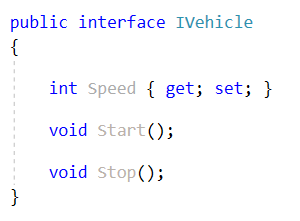 public interface IVehicle
{
int Speed { get; set; }
void Start();
void Stop();
}